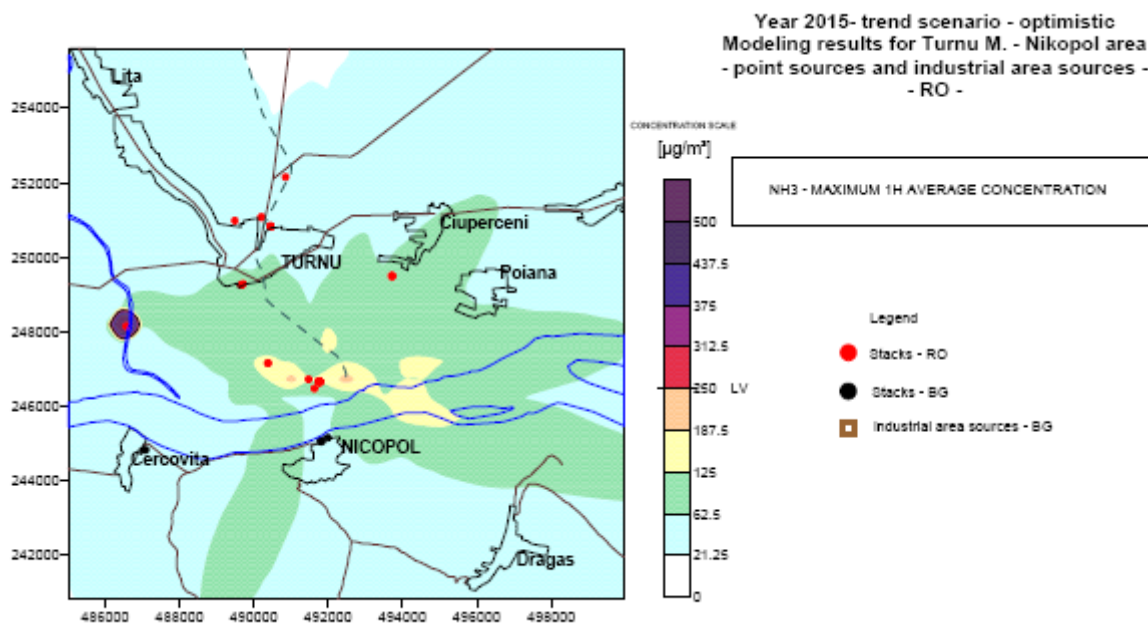 Year 2015- trend scenario - optimistic
Modeling results for Turnu M. - Nikopol area
- point sources and industrial area sources -
- RO -
CONCENTRATION SCALE
[µg/m³]
NH3 - MAXIMUM 1H AVERAGE CONCENTRATION
500
437.5
375
312.5
250 LV
187.5
125
62.5
21.25
0
Legend
Stacks - RO
Stacks - BG
Industrial area sources - BG
Lita
Ciuperceni
TURNU
Poiana
NICOPOL
Cercovita
Dragas
254000
252000
250000
248000
246000
244000
242000
486000 488000 490000 492000 494000 496000 498000